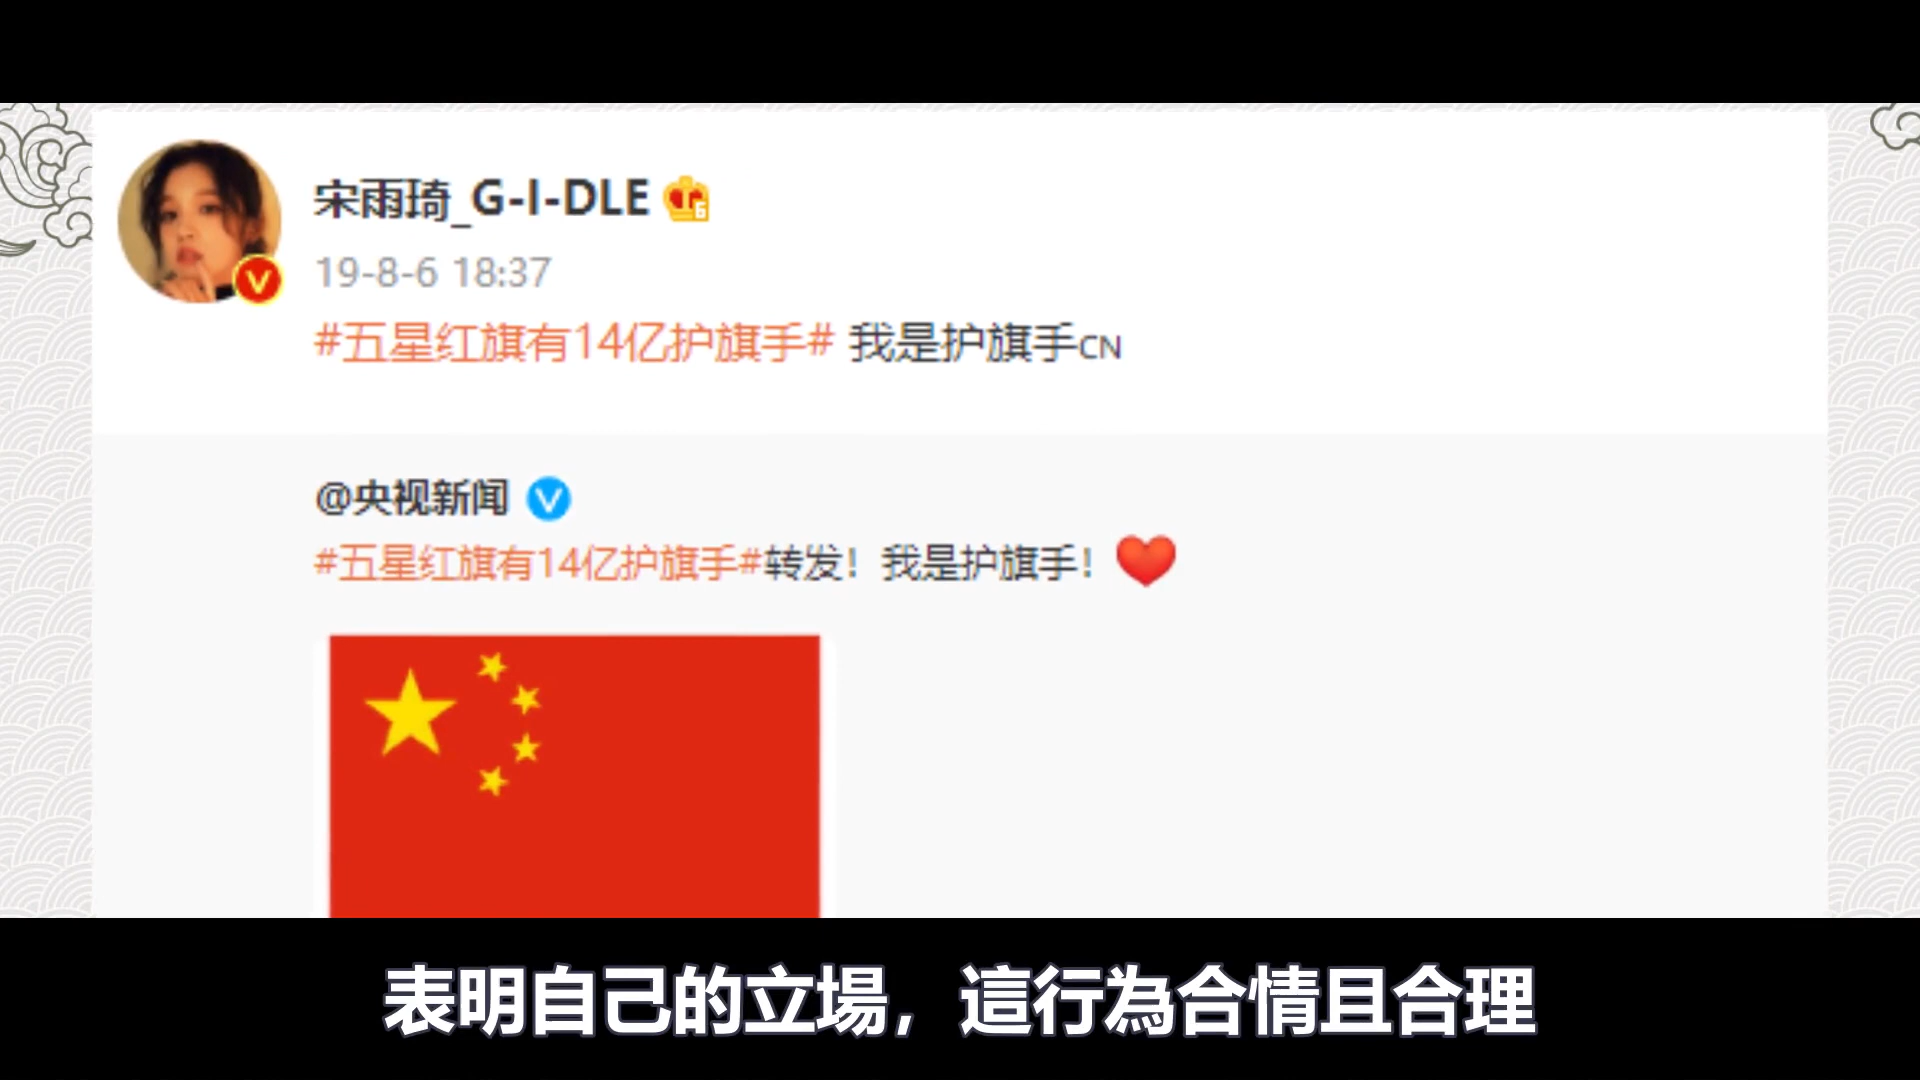 宋雨琦_G-I-DLE
6
19-8-6 18:37
#五星红旗有14亿护旗手# 我是护旗手CN
@央视新闻
#五星红旗有14亿护旗手#转发！我是护旗手！
表明自己的立場，這行為合情且合理